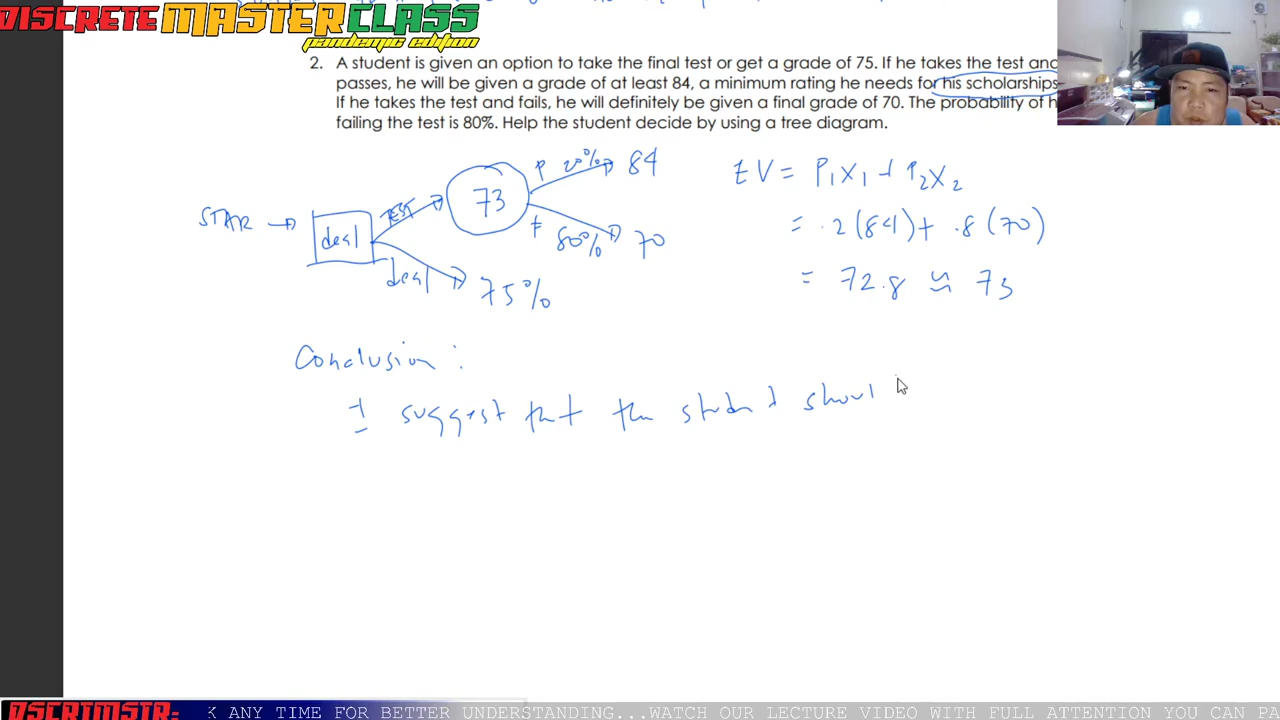 DISCRETE MASTER CLASS
pandemic edition
2. A student is given an option to take the final test or get a grade of 75. If he takes the test and
passes, he will be given a grade of at least 84, a minimum rating he needs for his scholarships
If he takes the test and fails, he will definitely be given a final grade of 70. The probability of h
failing the test is 80%. Help the student decide by using a tree diagram.
START → deal
TEST
73
P 20% 84
F 80% 70
deal 75%
EV = P₁X₁ + P₂X₂
= .2(84) + .8(70)
= 72.8 ≈ 73
Conclusion:
I suggest that the student shoul
DSCRTMSTR:
K ANY TIME FOR BETTER UNDERSTANDING...WATCH OUR LECTURE VIDEO WITH FULL ATTENTION YOU CAN PA